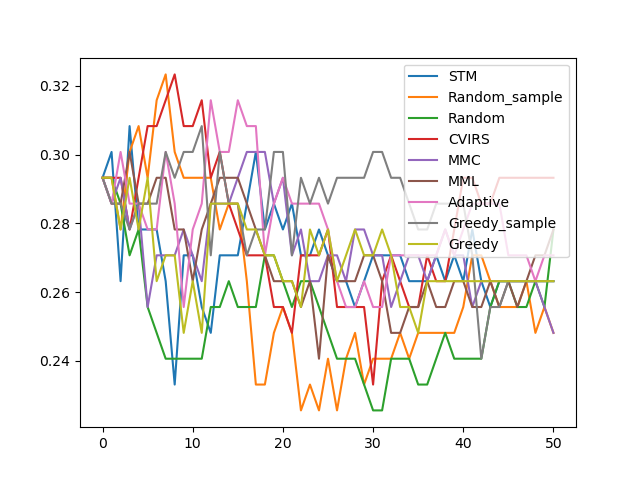 0.32
0.30
0.28
0.26
0.24
0
10
20
30
40
50
STM
Random_sample
Random
CVIRS
MMC
MML
Adaptive
Greedy_sample
Greedy